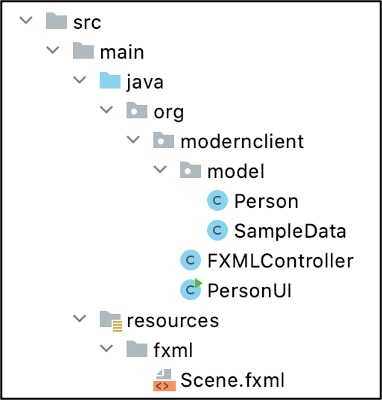 src
main
java
org
modernclient
model
Person
SampleData
FXMLController
PersonUI
resources
fxml
Scene.fxml